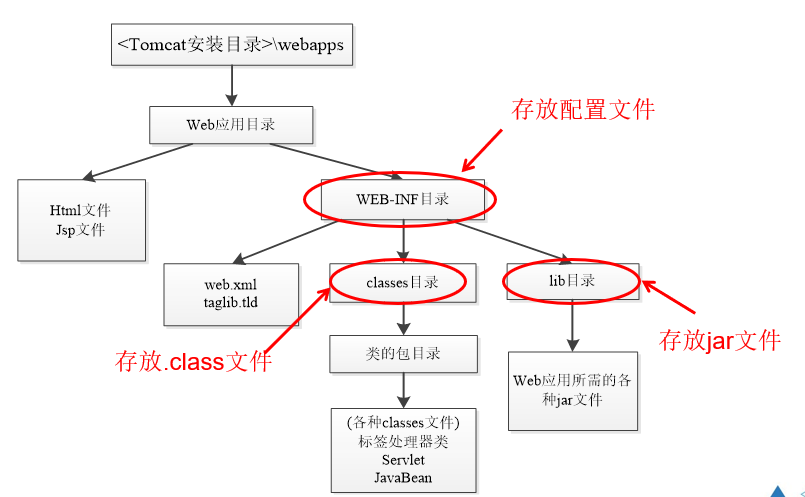 <Tomcat安装目录>\webapps
存放配置文件
Web应用目录
Html文件
Jsp文件
WEB-INF目录
web.xml
taglib.tld
classes目录
lib目录
存放.class文件
类的包目录
存放jar文件
Web应用所需的各
种jar文件
(各种classes文件)
标签处理器类
Servlet
JavaBean